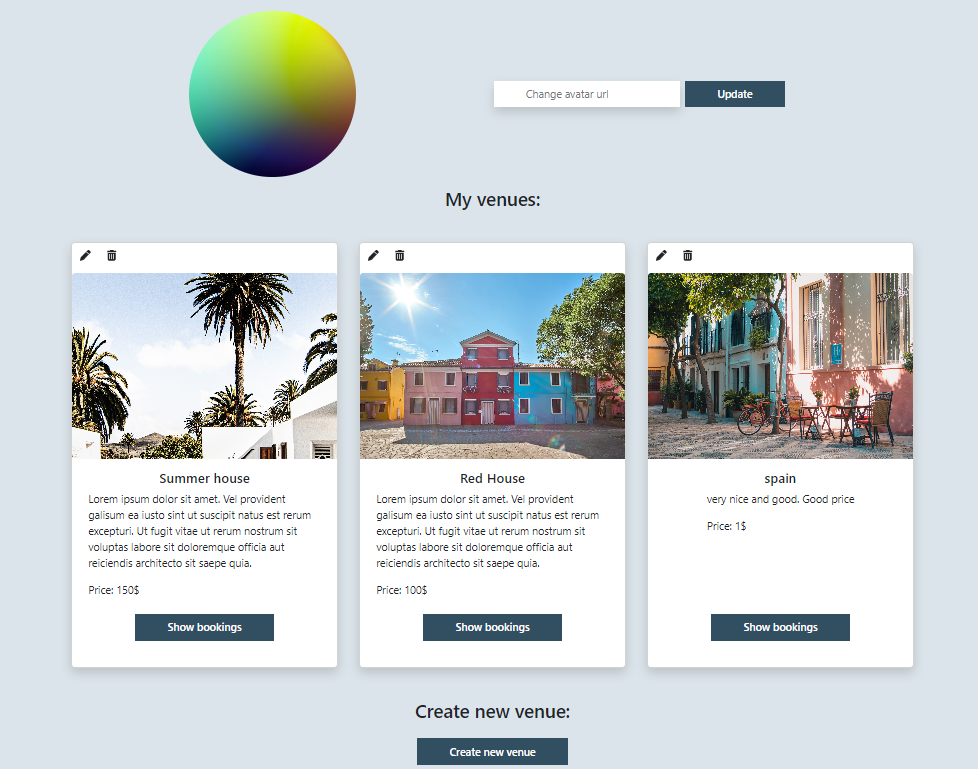 Change avatar url
Update
My venues:
Summer house
Lorem ipsum dolor sit amet. Vel provident
galisum ea iusto sint ut suscipit natus est rerum
excepturi. Ut fugit vitae ut rerum nostrum sit
voluptas labore sit doloremque officia aut
reiciendis architecto sit saepe quia.
Price: 150$
Show bookings
Red House
Lorem ipsum dolor sit amet. Vel provident
galisum ea iusto sint ut suscipit natus est rerum
excepturi. Ut fugit vitae ut rerum nostrum sit
voluptas labore sit doloremque officia aut
reiciendis architecto sit saepe quia.
Price: 100$
Show bookings
spain
very nice and good. Good price
Price: 1$
Show bookings
Create new venue:
Create new venue